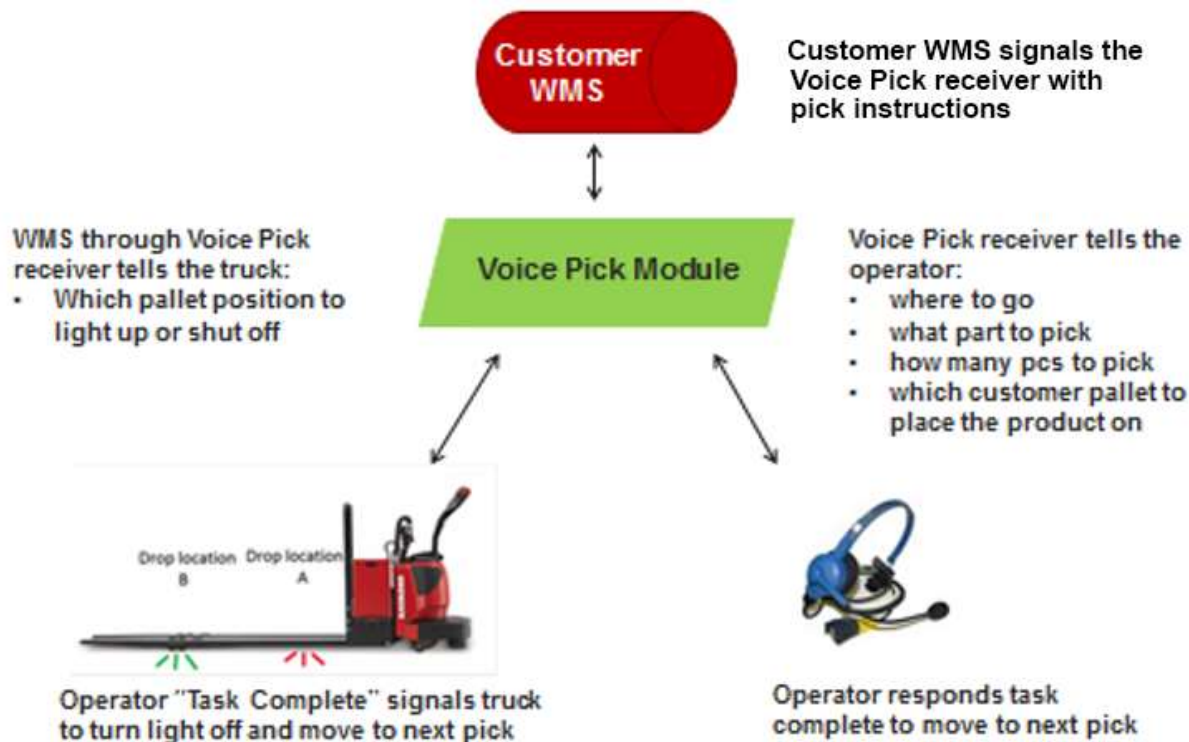 Customer
WMS
Customer WMS signals the
Voice Pick receiver with
pick instructions
WMS through Voice Pick
receiver tells the truck:
• Which pallet position to
light up or shut off
Voice Pick Module
Voice Pick receiver tells the
operator:
• where to go
• what part to pick
• how many pcs to pick
• which customer pallet to
place the product on
Drop location
B
Drop location
A
Operator "Task Complete" signals truck
to turn light off and move to next pick
Operator responds task
complete to move to next pick